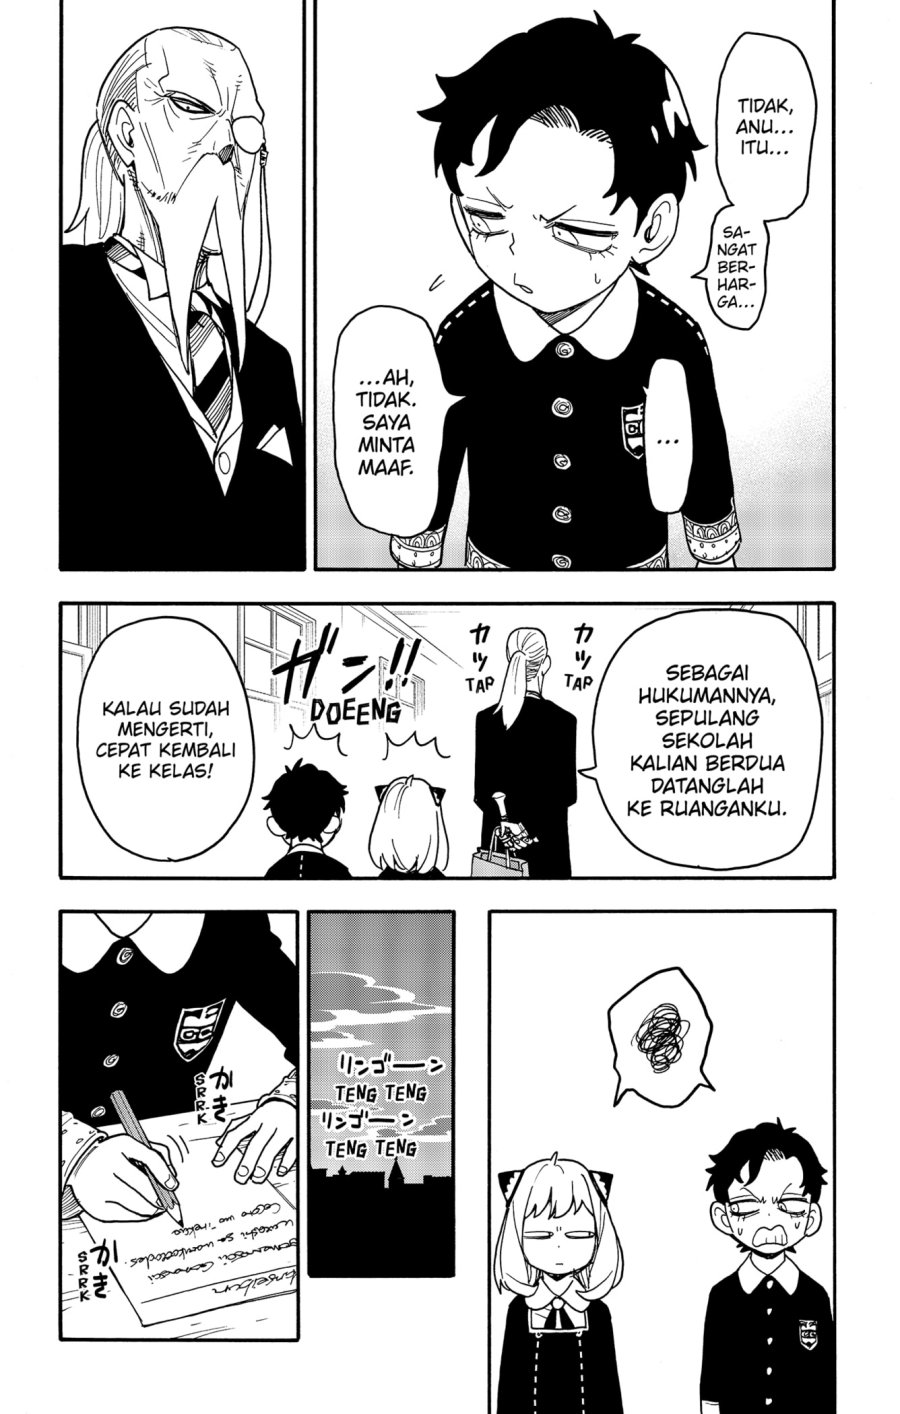 TIDAK,
ANU...
ITU...
SA-
NGAT
BER-
HAR-
GA...
...
...AH,
TIDAK.
SAYA
MINTA
MAAF.
SEBAGAI
HUKUMANNYA,
SEPULANG
SEKOLAH
KALIAN BERDUA
DATANGLAH
KE RUANGANKU.
カッ
TAP
カッ
TAP
ガーン!!
DOEENG
KALAU SUDAH
MENGERTI,
CEPAT KEMBALI
KE KELAS!
リンゴーン
TENG TENG
リンゴーン
TENG TENG
かき
SRRK
かき
SRRK